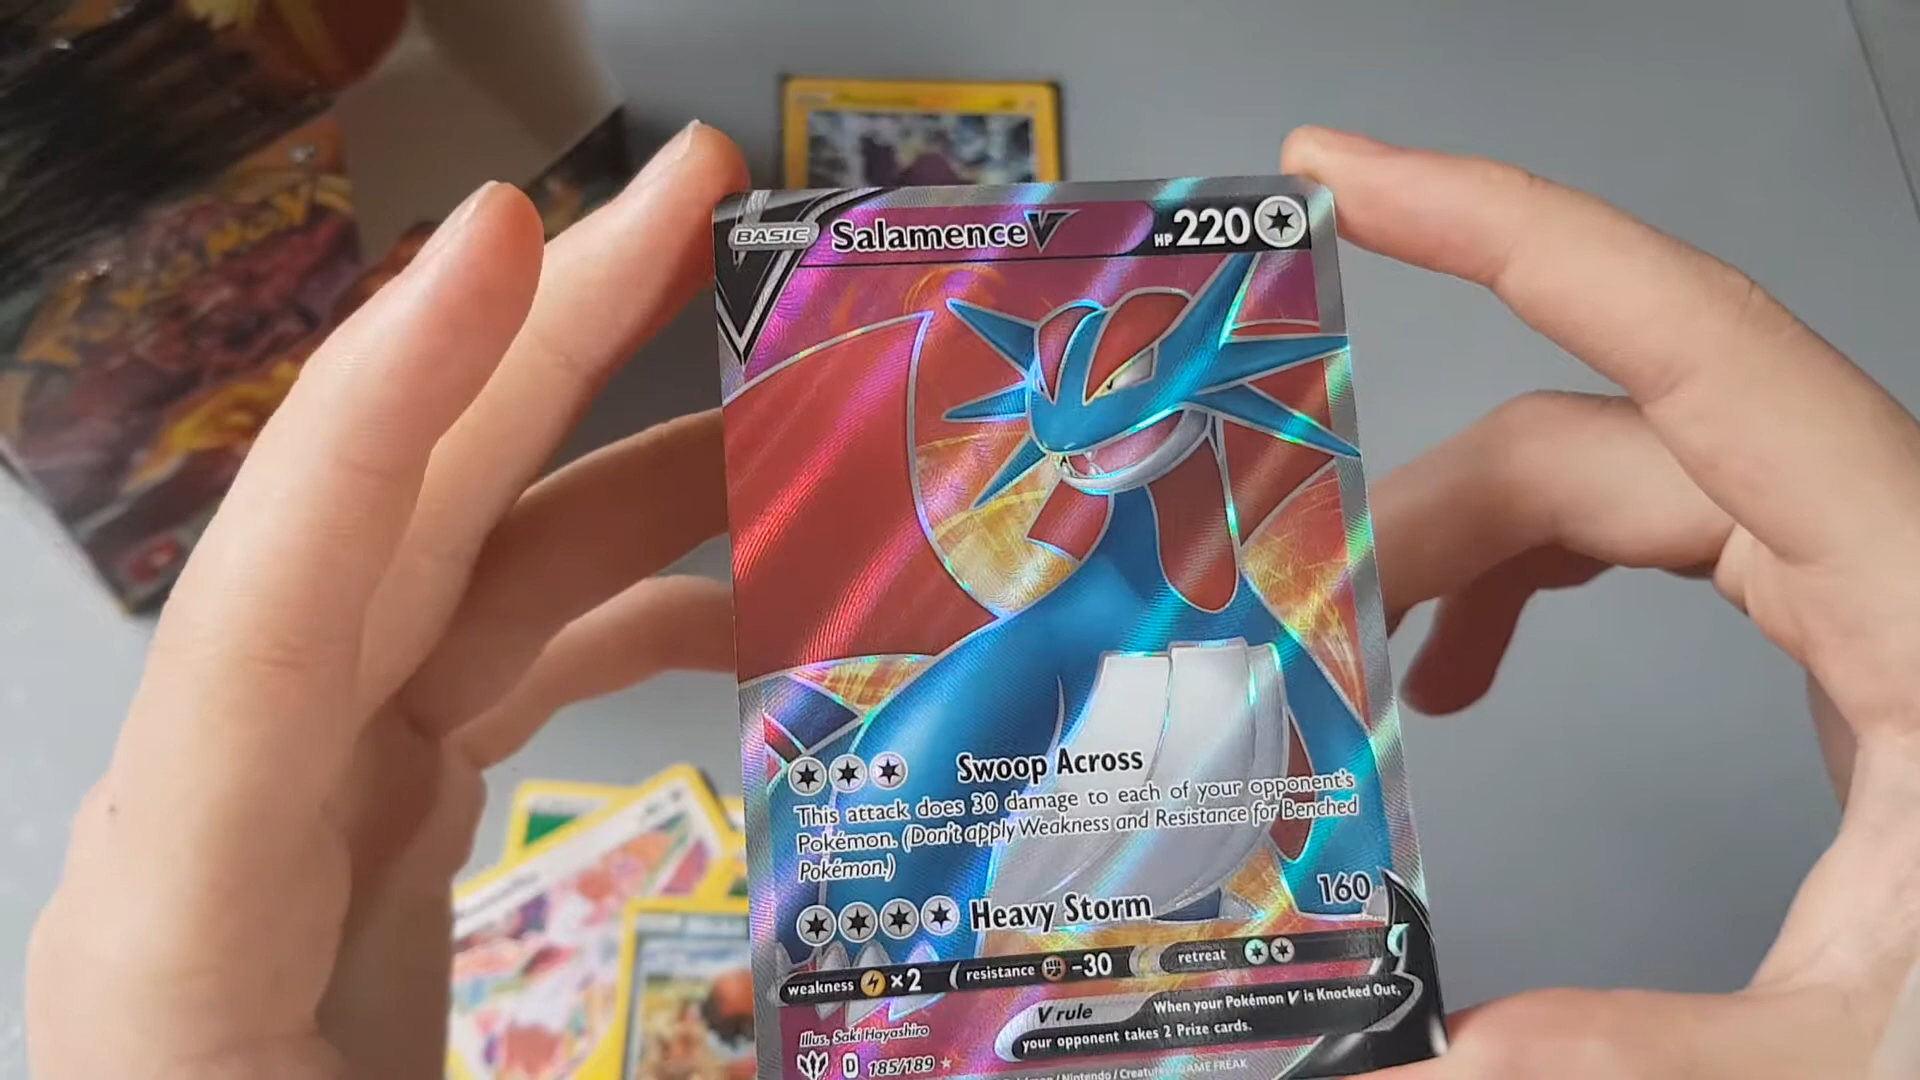 BASIC Salamence V HP 220
Swoop Across
This attack does 30 damage to each of your opponent's
Pokémon. (Don't apply Weakness and Resistance for Benched
Pokémon.)
Heavy Storm 160
weakness ×2 resistance -30 retreat
V rule When your Pokémon V is Knocked Out,
your opponent takes 2 Prize cards.
Illus. Saki Hayashiro
D 185/189
Pokémon / Nintendo / Creatures / GAME FREAK
POKEMON